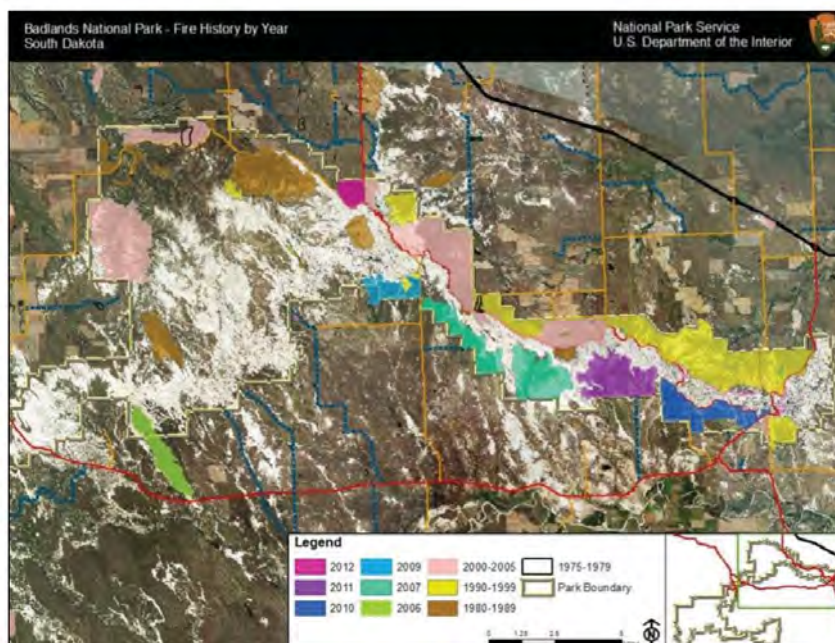 Badlands National Park - Fire History by Year
South Dakota
National Park Service
U.S. Department of the Interior
Legend
2012
2009
2000-2005
1975-1979
2011
2007
1990-1999
Park Boundary
2010
2006
1980-1989
0
N